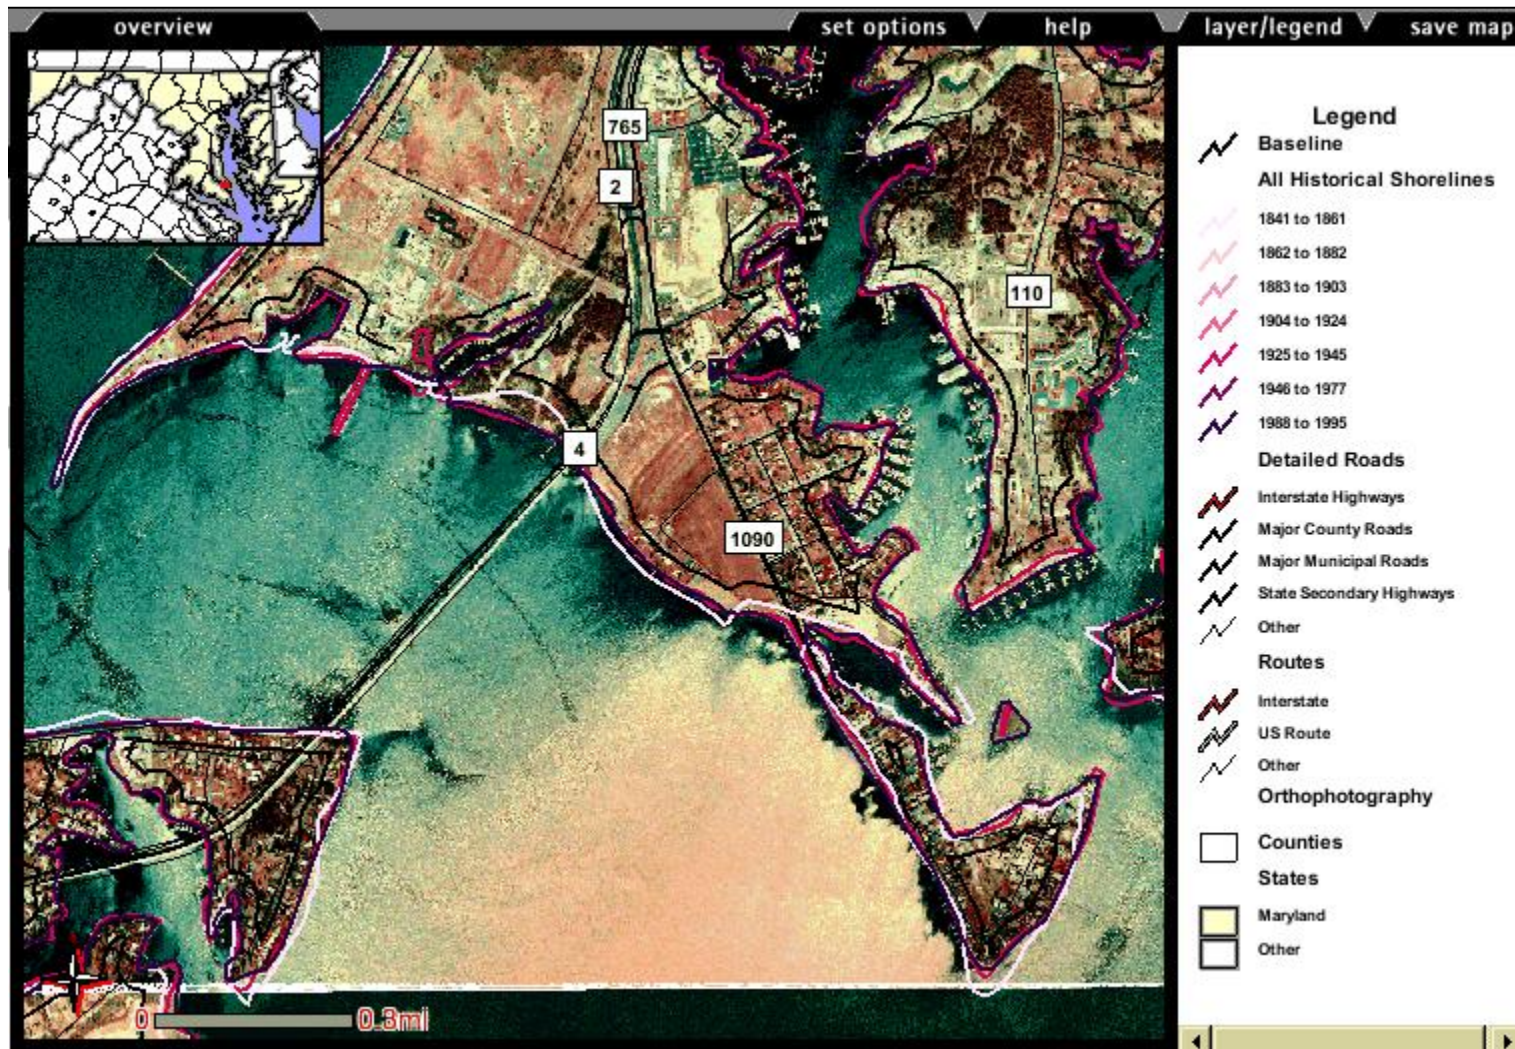 overview
set options
help
layer/legend
save map
765
2
110
4
1090
0
0.3mi
Legend
Baseline
All Historical Shorelines
1841 to 1861
1862 to 1882
1883 to 1903
1904 to 1924
1925 to 1945
1946 to 1977
1988 to 1995
Detailed Roads
Interstate Highways
Major County Roads
Major Municipal Roads
State Secondary Highways
Other
Routes
Interstate
US Route
Other
Orthophotography
Counties
States
Maryland
Other